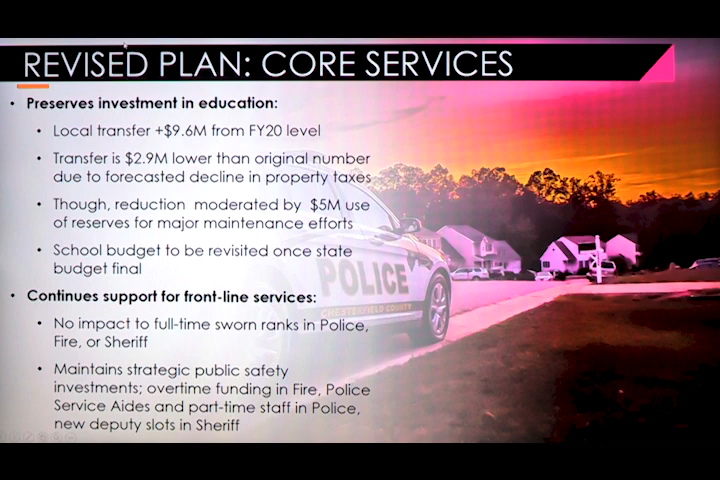 REVISED PLAN: CORE SERVICES
• Preserves investment in education:
• Local transfer +$9.6M from FY20 level
• Transfer is $2.9M lower than original number
due to forecasted decline in property taxes
• Though, reduction moderated by $5M use
of reserves for major maintenance efforts
• School budget to be revisited once state
budget final
• Continues support for front-line services:
• No impact to full-time sworn ranks in Police,
Fire, or Sheriff
• Maintains strategic public safety
investments; overtime funding in Fire, Police
Service Aides and part-time staff in Police,
new deputy slots in Sheriff
POLICE
CHESTERFIELD COUNTY